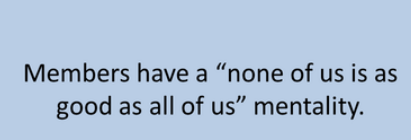 Members have a “none of us is as
good as all of us” mentality.